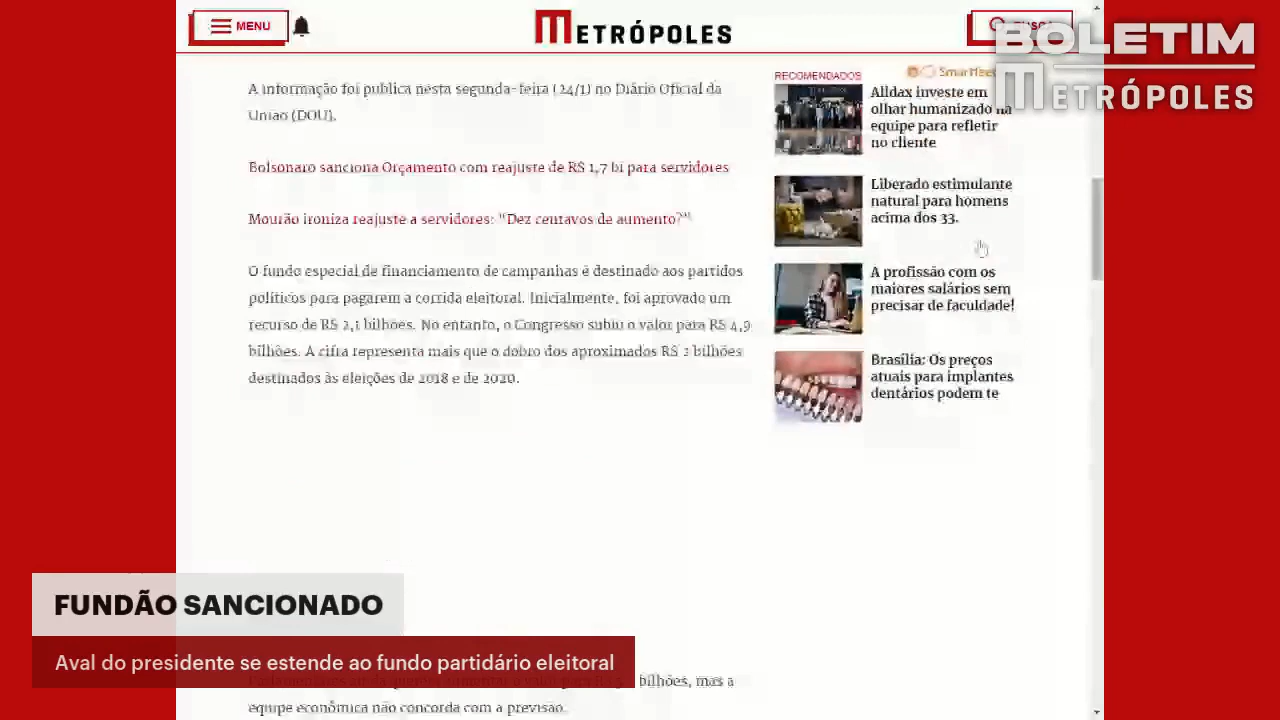 MENU
METRÓPOLES
BOLETIM
METRÓPOLES
A informação foi publica nesta segunda-feira (24/1) no Diário Oficial da
União (DOU).
Bolsonaro sanciona Orçamento com reajuste de R$ 1,7 bi para servidores
Mourão ironiza reajuste a servidores: "Dez centavos de aumento?"
O fundo especial de financiamento de campanhas é destinado aos partidos
políticos para pagarem a corrida eleitoral. Inicialmente, foi aprovado um
recurso de R$ 2,1 bilhões. No entanto, o Congresso subiu o valor para R$ 4,9
bilhões. A cifra representa mais que o dobro dos aproximados R$ 2 bilhões
destinados às eleições de 2018 e de 2020.
RECOMENDADOS
Alldax investe em
olhar humanizado na
equipe para refletir
no cliente
Liberado estimulante
natural para homens
acima dos 33.
A profissão com os
maiores salários sem
precisar de faculdade!
Brasília: Os preços
atuais para implantes
dentários podem te
FUNDÃO SANCIONADO
Aval do presidente se estende ao fundo partidário eleitoral
bilhões, mas a
equipe econômica não concorda com a previsão.